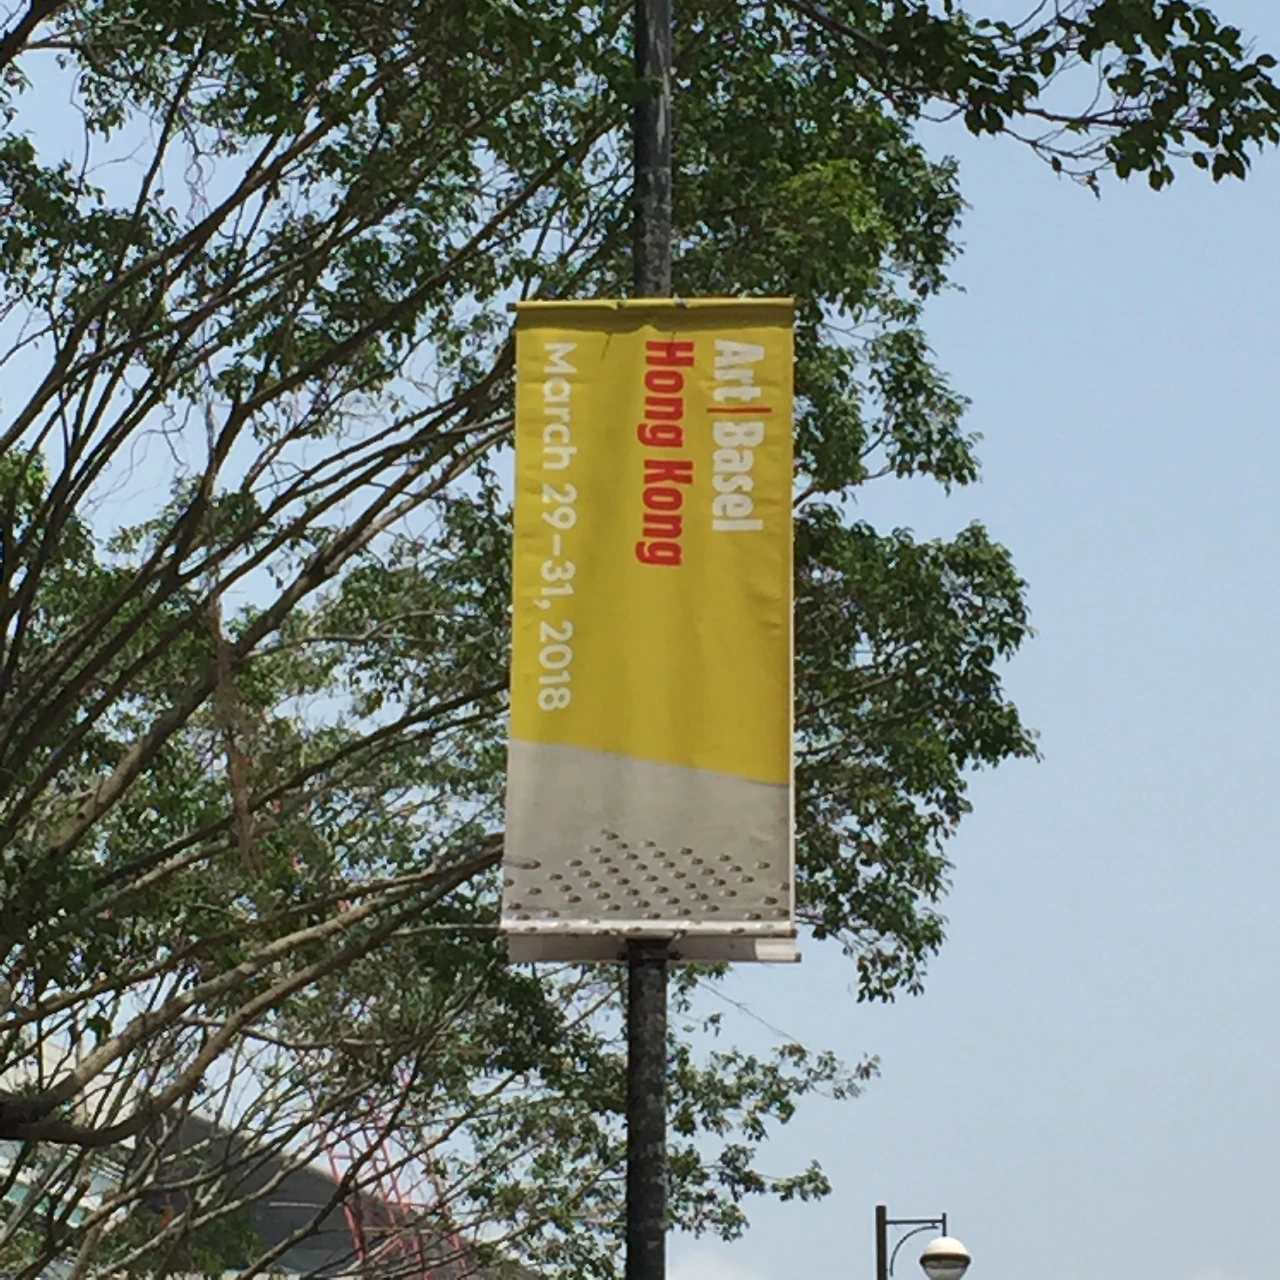 Art|Basel
Hong Kong
March 29–31, 2018